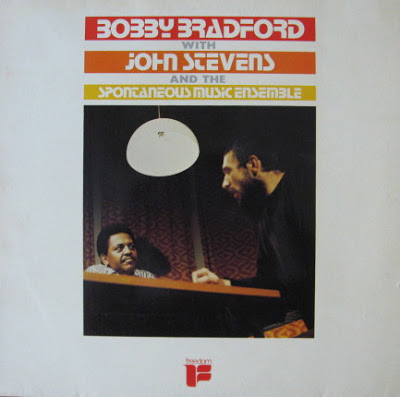 BOBBY BRADFORD
WITH
JOHN STEVENS
AND THE
SPONTANEOUS MUSIC ENSEMBLE
freedom